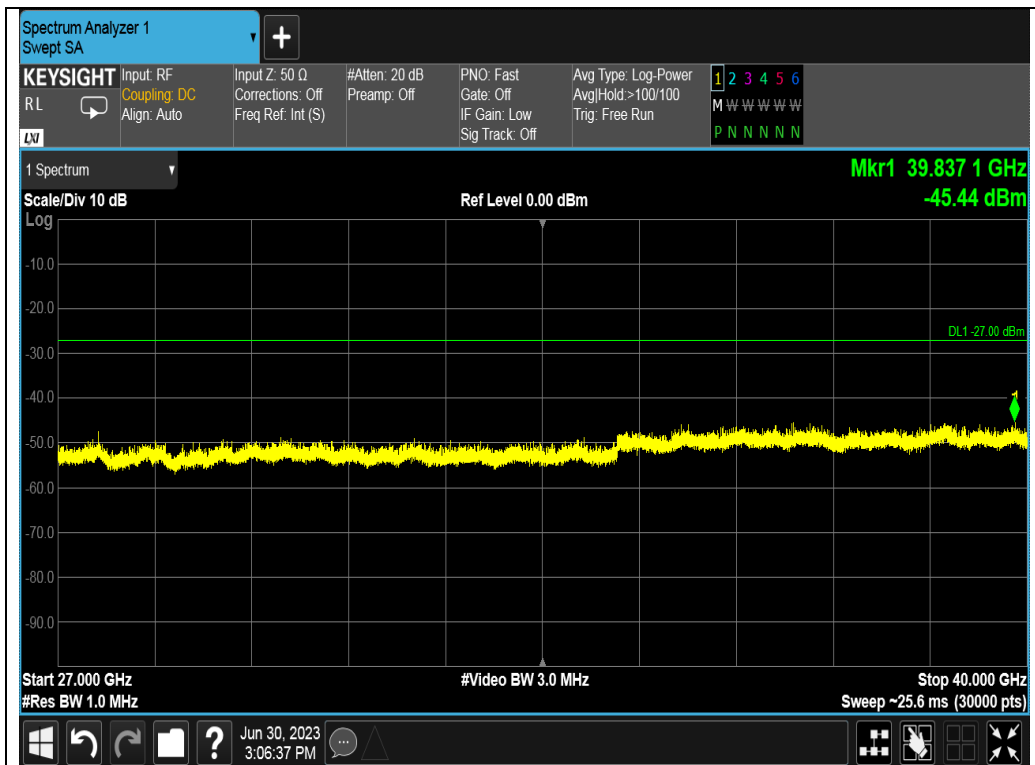 Spectrum Analyzer 1
Swept SA
+
KEYSIGHT
RL
LXI
Input: RF
Coupling: DC
Align: Auto
Input Z: 50 Ω
Corrections: Off
Freq Ref: Int (S)
#Atten: 20 dB
Preamp: Off
PNO: Fast
Gate: Off
IF Gain: Low
Sig Track: Off
Avg Type: Log-Power
Avg|Hold:>100/100
Trig: Free Run
1 2 3 4 5 6
M W W W W W
P N N N N N
1 Spectrum
Mkr1 39.837 1 GHz
-45.44 dBm
Scale/Div 10 dB
Ref Level 0.00 dBm
Log
-10.0
-20.0
DL1 -27.00 dBm
-30.0
-40.0
1
-50.0
-60.0
-70.0
-80.0
-90.0
Start 27.000 GHz
#Video BW 3.0 MHz
Stop 40.000 GHz
#Res BW 1.0 MHz
Sweep ~25.6 ms (30000 pts)
?
Jun 30, 2023
3:06:37 PM